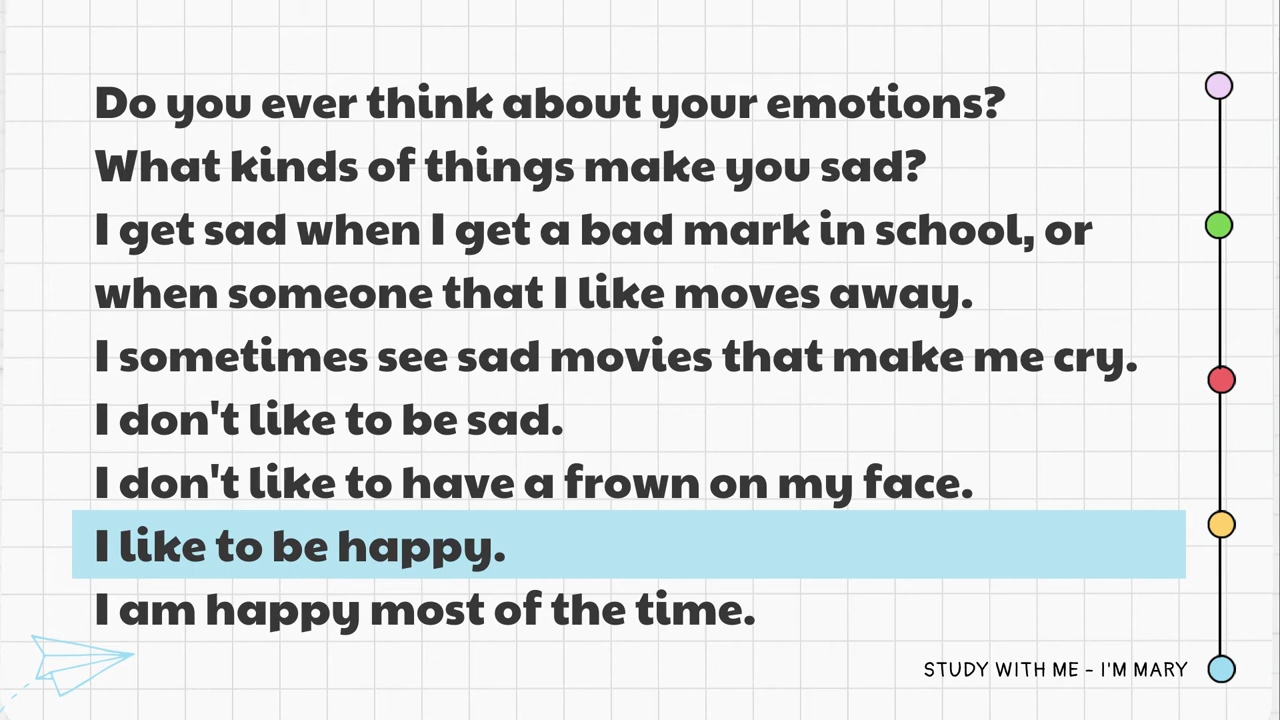 Do you ever think about your emotions?
What kinds of things make you sad?
I get sad when I get a bad mark in school, or
when someone that I like moves away.
I sometimes see sad movies that make me cry.
I don't like to be sad.
I don't like to have a frown on my face.
I like to be happy.
I am happy most of the time.
STUDY WITH ME - I'M MARY